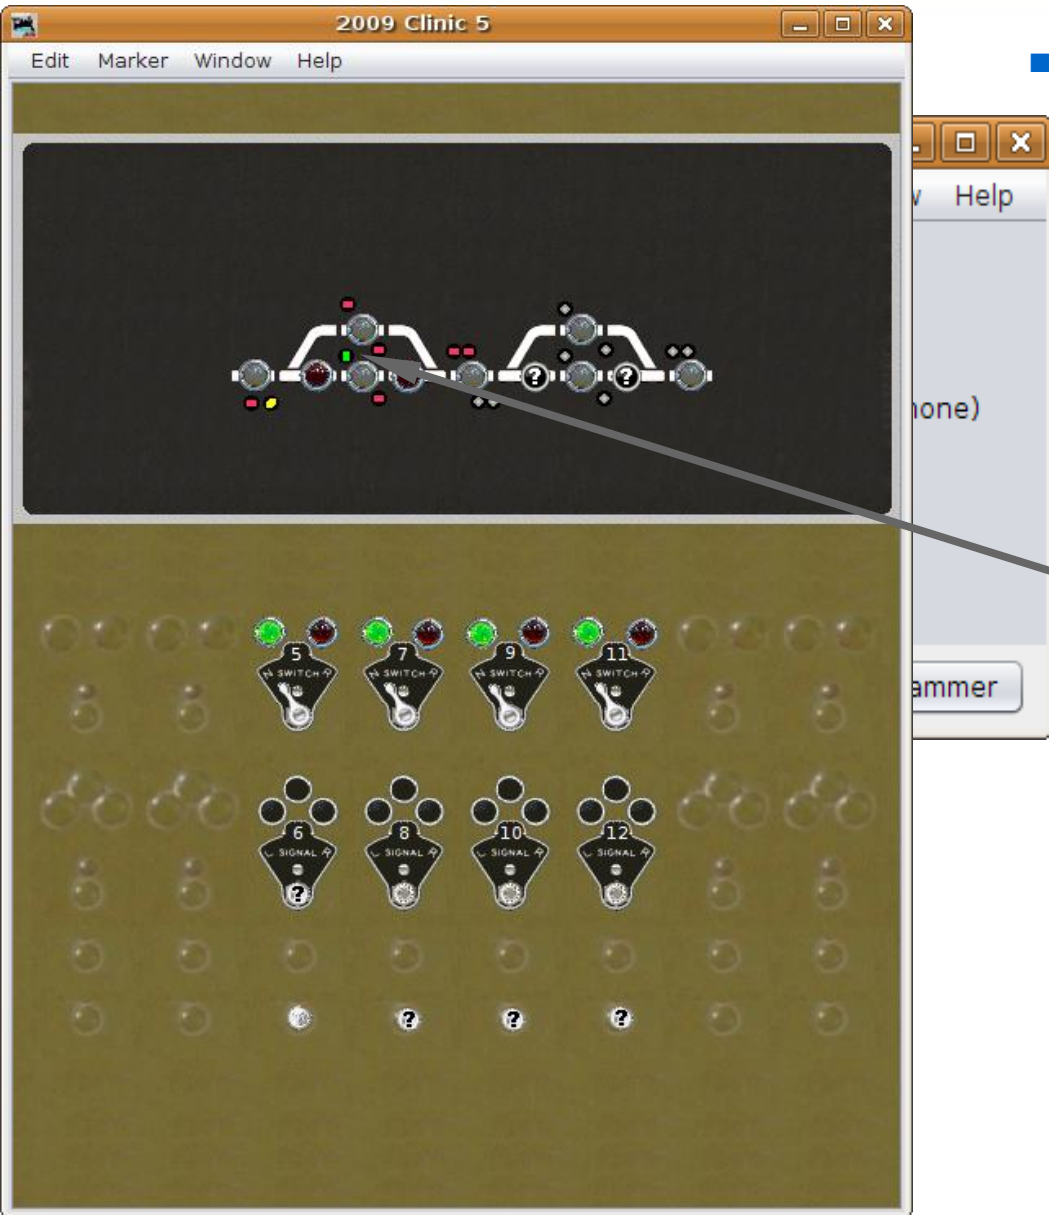 2009 Clinic 5
Edit Marker Window Help
Help
none)
? ?
5 7 9 11
N SWITCH R N SWITCH R N SWITCH R N SWITCH R
ammer
6 8 10 12
L SIGNAL R L SIGNAL R L SIGNAL R L SIGNAL R
?
? ? ?